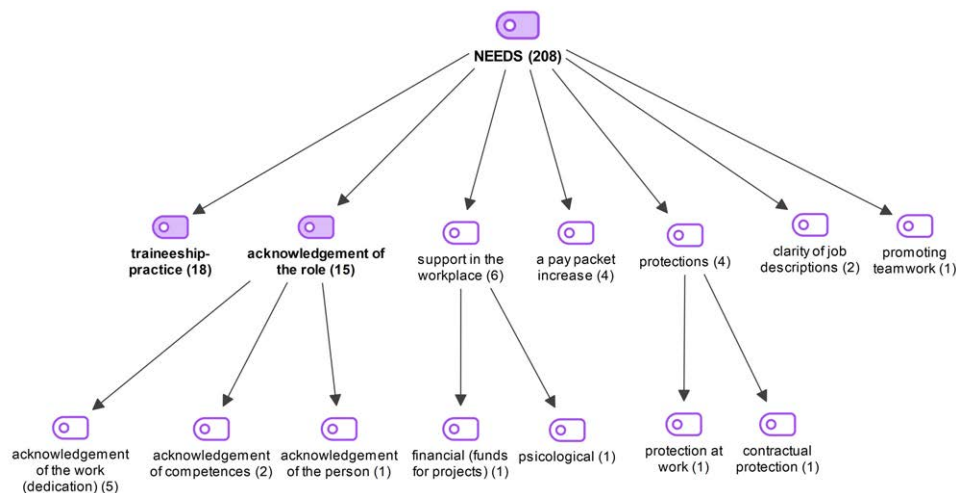 NEEDS (208)
traineeship-
practice (18)
acknowledgement of
the role (15)
support in the
workplace (6)
a pay packet
increase (4)
protections (4)
clarity of job
descriptions (2)
promoting
teamwork (1)
acknowledgement
of the work
(dedication) (5)
acknowledgement
of competences (2)
acknowledgement
of the person (1)
financial (funds
for projects) (1)
psicological (1)
protection at
work (1)
contractual
protection (1)